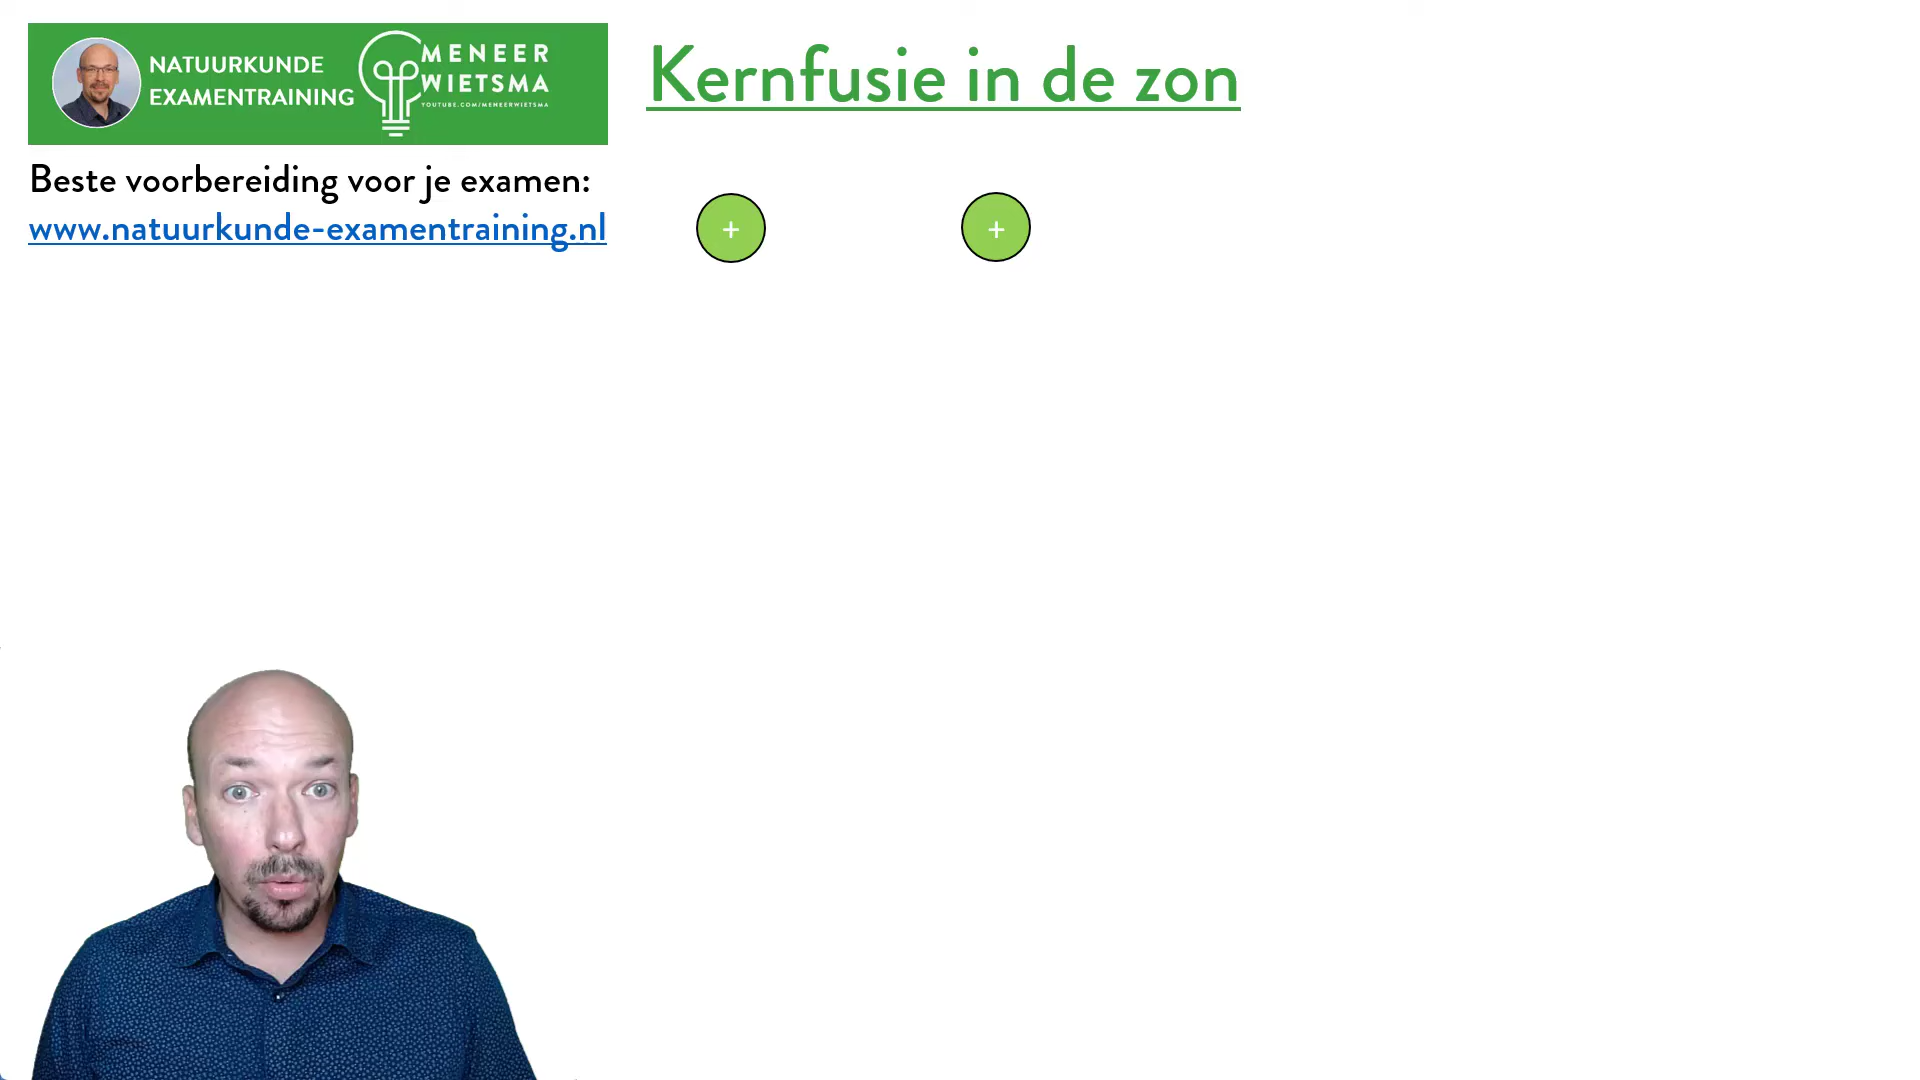 NATUURKUNDE
EXAMENTRAINING
MENEER
WIETSMA
YOUTUBE.COM/MENEERWIETSMA
Kernfusie in de zon
Beste voorbereiding voor je examen:
www.natuurkunde-examentraining.nl
+ +